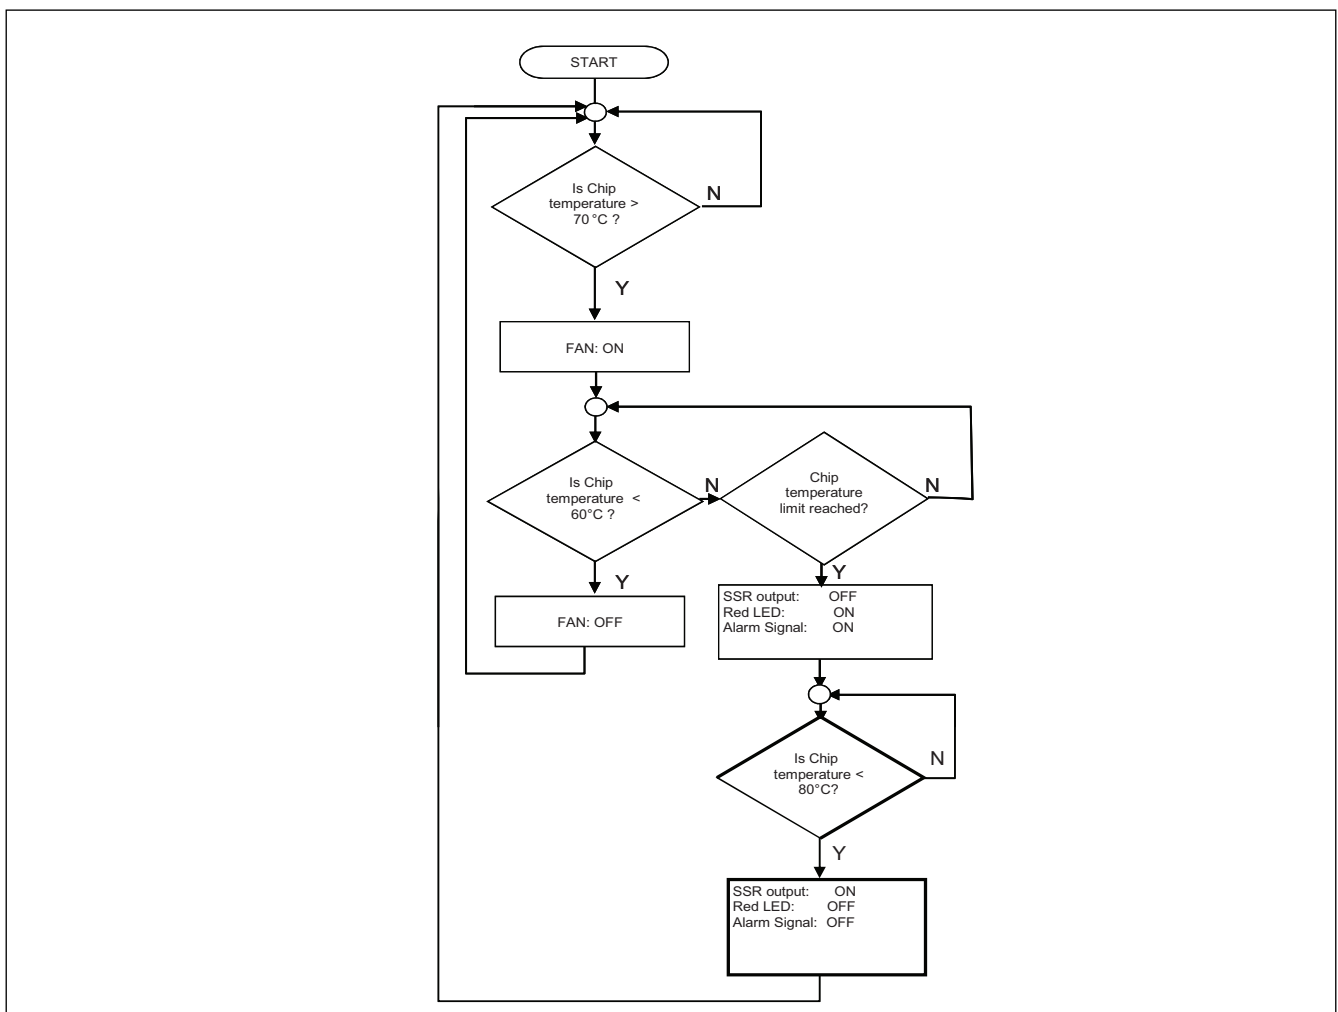 START
Is Chip
temperature >
70°C ?
N
Y
FAN: ON
Is Chip
temperature <
60°C ?
N
Chip
temperature
limit reached?
N
Y
Y
FAN: OFF
SSR output: OFF
Red LED: ON
Alarm Signal: ON
Is Chip
temperature <
80°C?
N
Y
SSR output: ON
Red LED: OFF
Alarm Signal: OFF